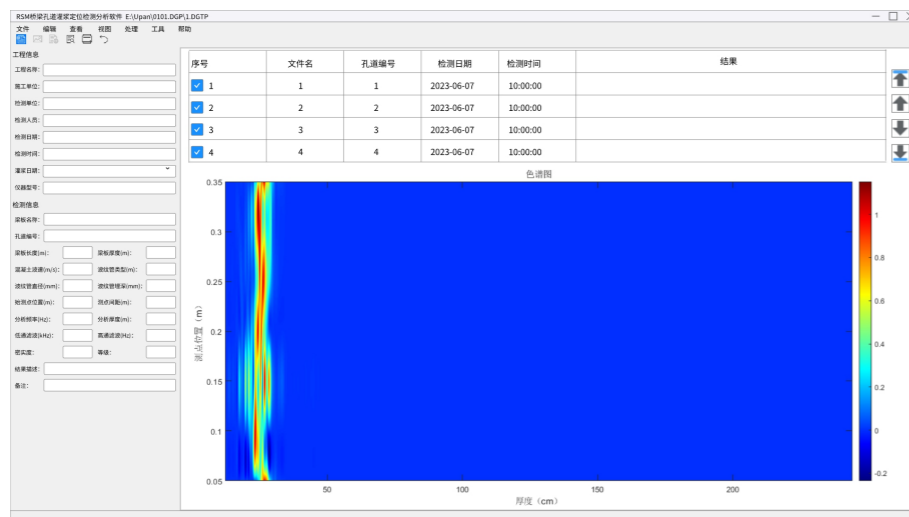 RSM桥梁孔道灌浆定位检测分析软件 E:\Upan\0101.DGP\1.DGTP
文件 编辑 查看 视图 处理 工具 帮助
工程信息
工程名称:
施工单位:
检测单位:
检测人员:
检测日期:
检测时间:
灌浆日期:
仪器型号:
检测信息
梁板名称:
孔道编号:
梁板长度(m): 梁板厚度(m):
混凝土波速(m/s): 波纹管类型(m):
波纹管直径(mm): 波纹管埋深(mm):
始测点位置(m): 测点间距(m):
分析频率(Hz): 分析厚度(m):
低通滤波(kHz): 高通滤波(Hz):
密实度: 等级:
结果描述:
备注:
序号 文件名 孔道编号 检测日期 检测时间 结果
1 1 1 2023-06-07 10:00:00
2 2 2 2023-06-07 10:00:00
3 3 3 2023-06-07 10:00:00
4 4 4 2023-06-07 10:00:00
色谱图
0.35
0.3
0.25
0.2
0.15
0.1
0.05
测点位置（m）
50 100 150 200
厚度（cm）
1
0.8
0.6
0.4
0.2
0
-0.2